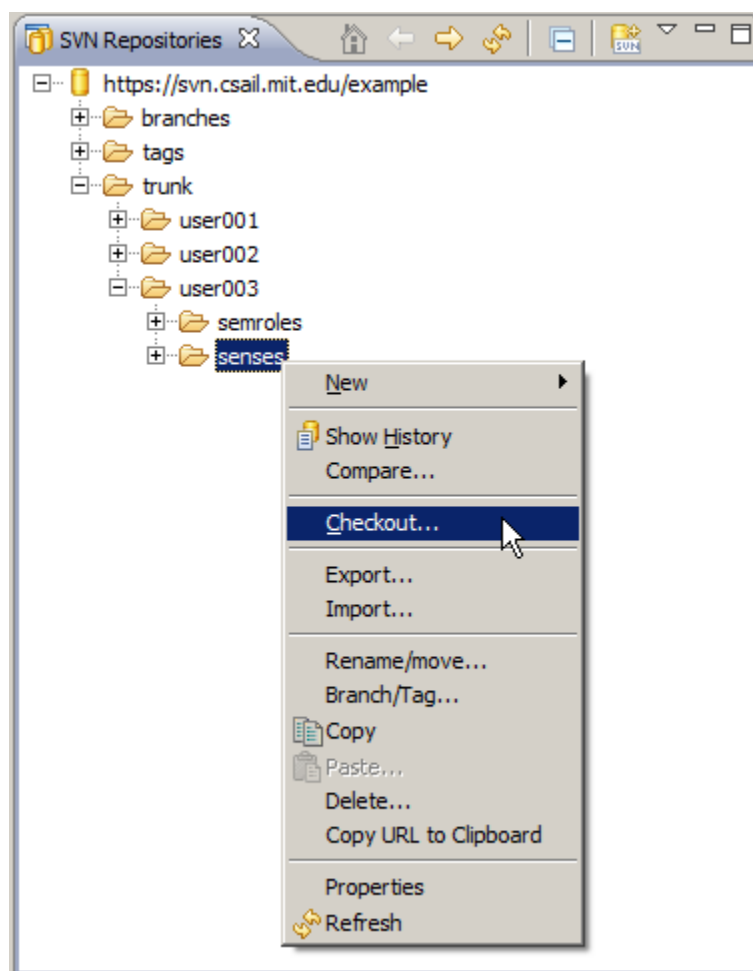 SVN Repositories
SVN
https://svn.csail.mit.edu/example
branches
tags
trunk
user001
user002
user003
semroles
senses
New
Show History
Compare...
Checkout...
Export...
Import...
Rename/move...
Branch/Tag...
Copy
Paste...
Delete...
Copy URL to Clipboard
Properties
Refresh